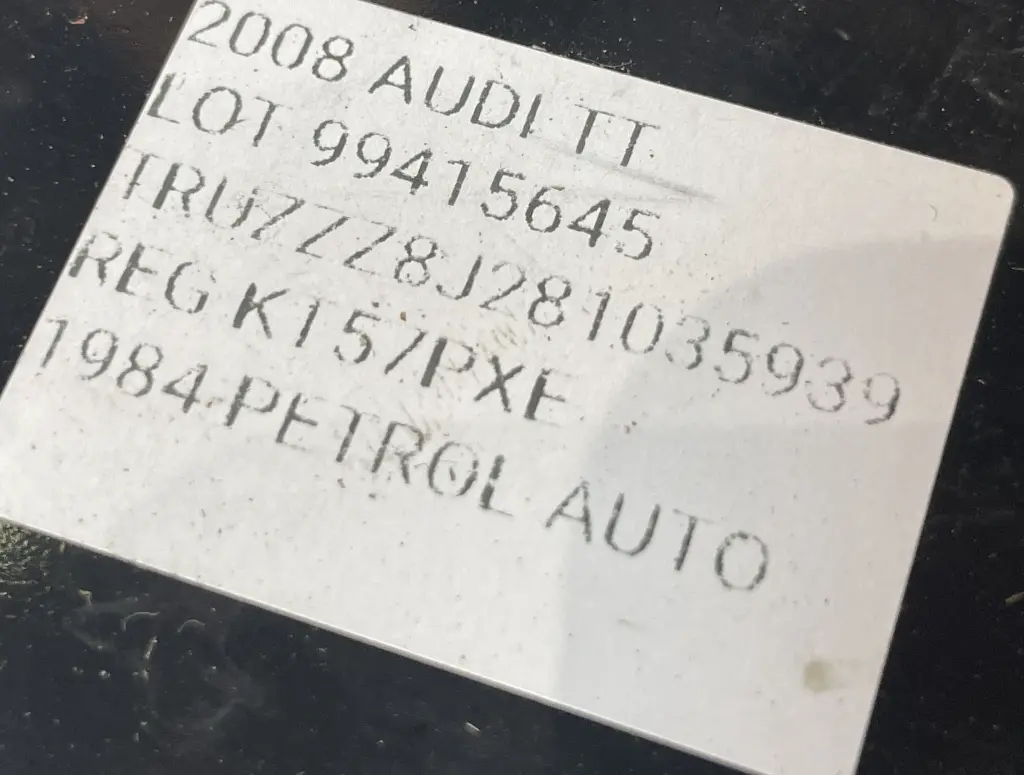 2008 AUDI TT
LOT 99415645
TRUZZZ8J281035939
REG KT57PXE
1984 PETROL AUTO